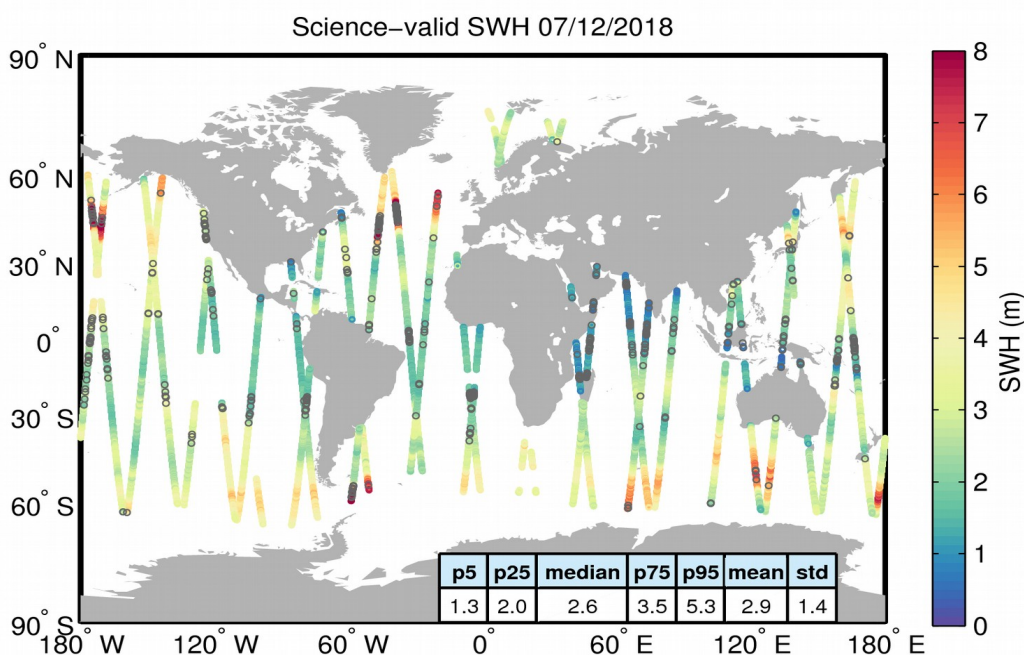 Science−valid SWH 07/12/2018
90° N
60° N
30° N
0°
30° S
60° S
90° S
180° W
120° W
60° W
0°
60° E
120° E
180° E
p5 p25 median p75 p95 mean std
1.3 2.0 2.6 3.5 5.3 2.9 1.4
8
7
6
5
4
3
2
1
0
SWH (m)